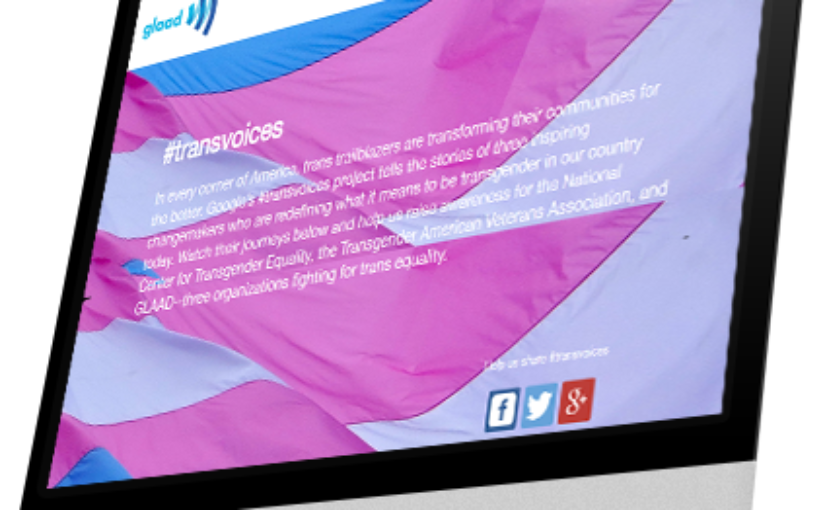 glaad
#transvoices
In every corner of America, trans trailblazers are transforming their communities for
the better. Google's #transvoices project tells the stories of three inspiring
changemakers who are redefining what it means to be transgender in our country
today. Watch their journeys below and help us raise awareness for the National
Center for Transgender Equality, the Transgender American Veterans Association, and
GLAAD--three organizations fighting for trans equality.
Help us share #transvoices
f
g+